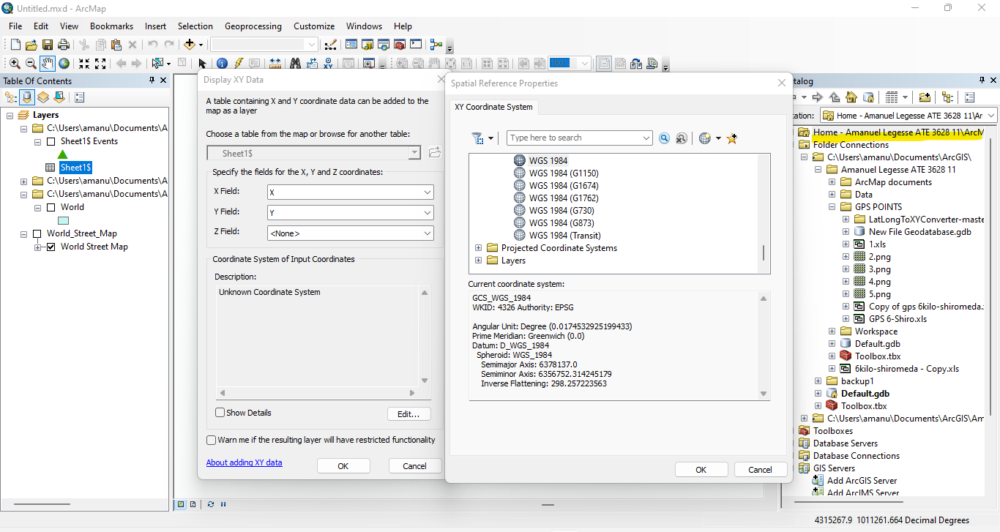 Untitled.mxd - ArcMap
File Edit View Bookmarks Insert Selection Geoprocessing Customize Windows Help
100%
Table Of Contents
Layers
C:\Users\amanu\Documents\A
Sheet1$ Events
Sheet1$
C:\Users\amanu\Documents\A
C:\Users\amanu\Documents\A
World
World_Street_Map
World Street Map
Display XY Data
A table containing X and Y coordinate data can be added to the
map as a layer
Choose a table from the map or browse for another table:
Sheet1$
Specify the fields for the X, Y and Z coordinates:
X Field: X
Y Field: Y
Z Field: <None>
Coordinate System of Input Coordinates
Description:
Unknown Coordinate System
Show Details
Edit...
Warn me if the resulting layer will have restricted functionality
About adding XY data
OK Cancel
Spatial Reference Properties
XY Coordinate System
Type here to search
WGS 1984
WGS 1984 (G1150)
WGS 1984 (G1674)
WGS 1984 (G1762)
WGS 1984 (G730)
WGS 1984 (G873)
WGS 1984 (Transit)
Projected Coordinate Systems
Layers
Current coordinate system:
GCS_WGS_1984
WKID: 4326 Authority: EPSG
Angular Unit: Degree (0.0174532925199433)
Prime Meridian: Greenwich (0.0)
Datum: D_WGS_1984
Spheroid: WGS_1984
Semimajor Axis: 6378137.0
Semiminor Axis: 6356752.314245179
Inverse Flattening: 298.257223563
OK Cancel
talog
ation: Home - Amanuel Legesse ATE 3628 11\Ar
Home - Amanuel Legesse ATE 3628 11\ArcM
Folder Connections
C:\Users\amanu\Documents\ArcGIS\
Amanuel Legesse ATE 3628 11
ArcMap documents
Data
GPS POINTS
LatLongToXYConverter-maste
New File Geodatabase.gdb
1.xls
2.png
3.png
4.png
5.png
Copy of gps 6kilo-shiromeda.
GPS 6-Shiro.xls
Workspace
Default.gdb
Toolbox.tbx
6kilo-shiromeda - Copy.xls
backup1
Default.gdb
Toolbox.tbx
C:\Users\amanu\Documents\ArcGIS\Am
Toolboxes
Database Servers
Database Connections
GIS Servers
Add ArcGIS Server
Add ArcIMS Server
4315267.9 1011261.664 Decimal Degrees